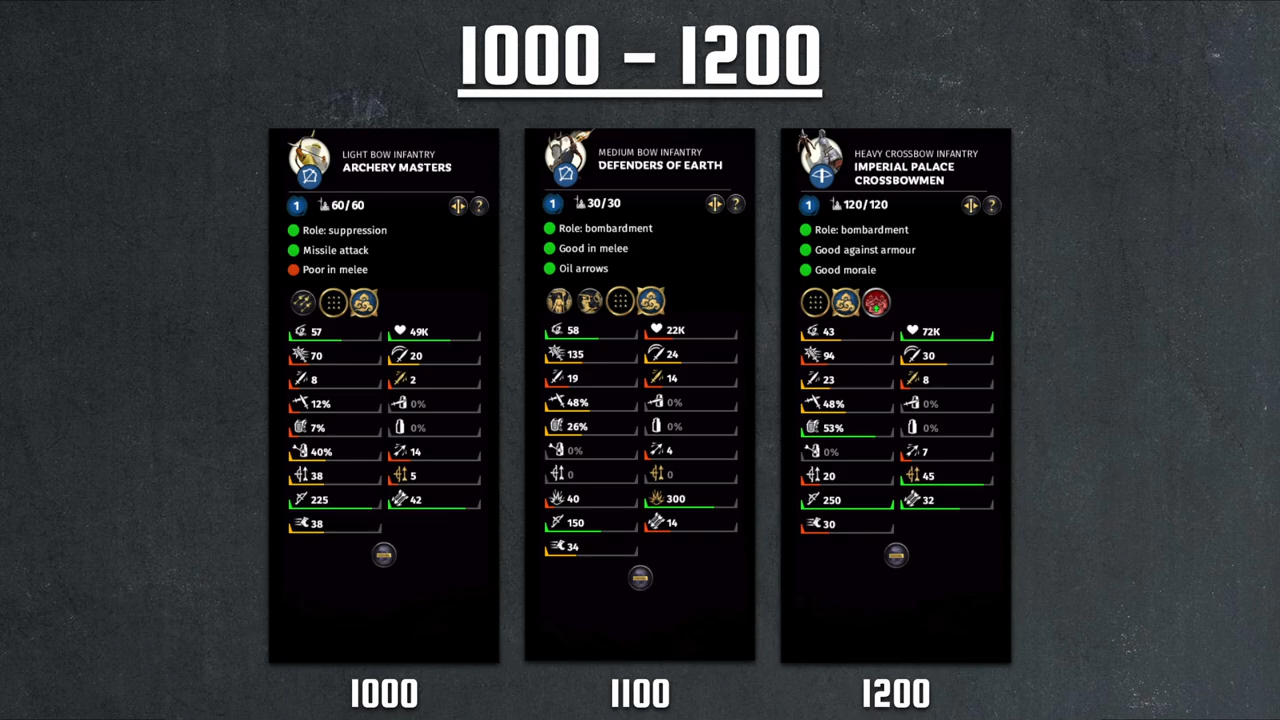 1000 - 1200
LIGHT BOW INFANTRY
ARCHERY MASTERS
1 60/60 ?
Role: suppression
Missile attack
Poor in melee
57 49K
70 20
8 2
12% 0%
7% 0%
40% 14
38 5
225 42
38
1000
MEDIUM BOW INFANTRY
DEFENDERS OF EARTH
1 30/30 ?
Role: bombardment
Good in melee
Oil arrows
58 22K
135 24
19 14
48% 0%
26% 0%
0% 4
0 0
40 300
150 14
34
1100
HEAVY CROSSBOW INFANTRY
IMPERIAL PALACE
CROSSBOWMEN
1 120/120 ?
Role: bombardment
Good against armour
Good morale
43 72K
94 30
23 8
48% 0%
53% 0%
0% 7
20 45
250 32
30
1200